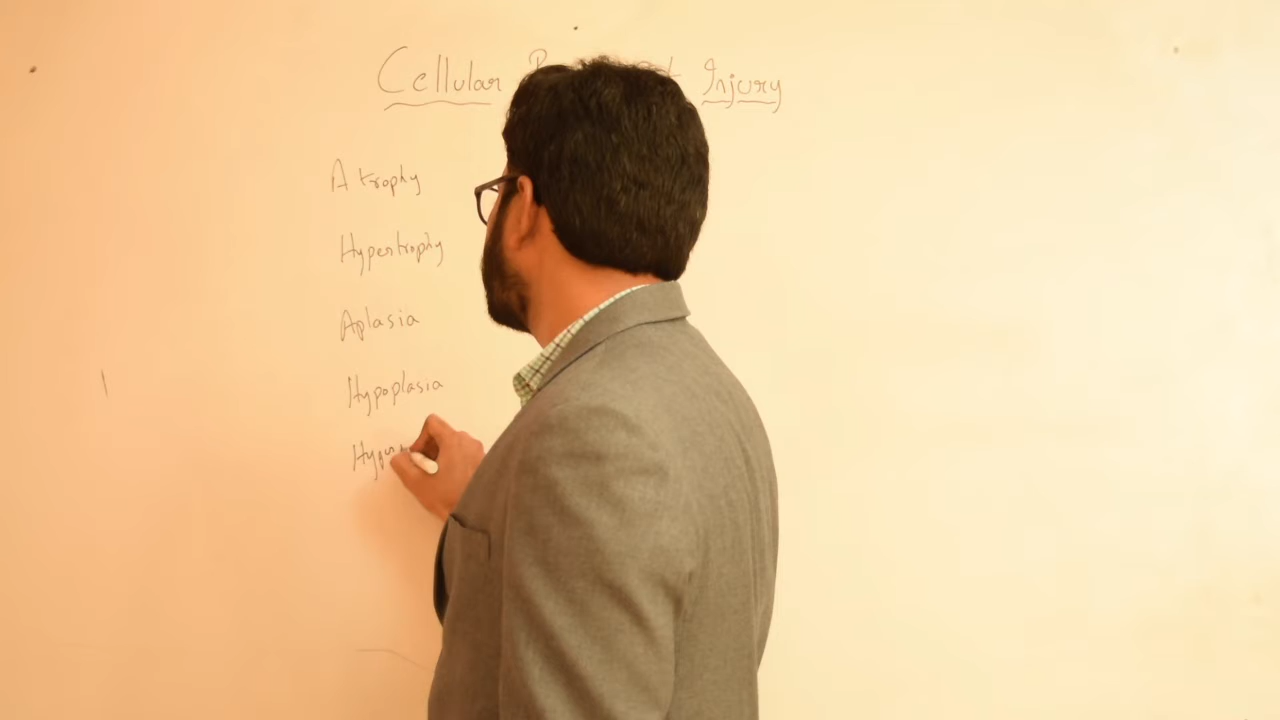 Cellular Injury
Atrophy
Hypertrophy
Aplasia
Hypoplasia